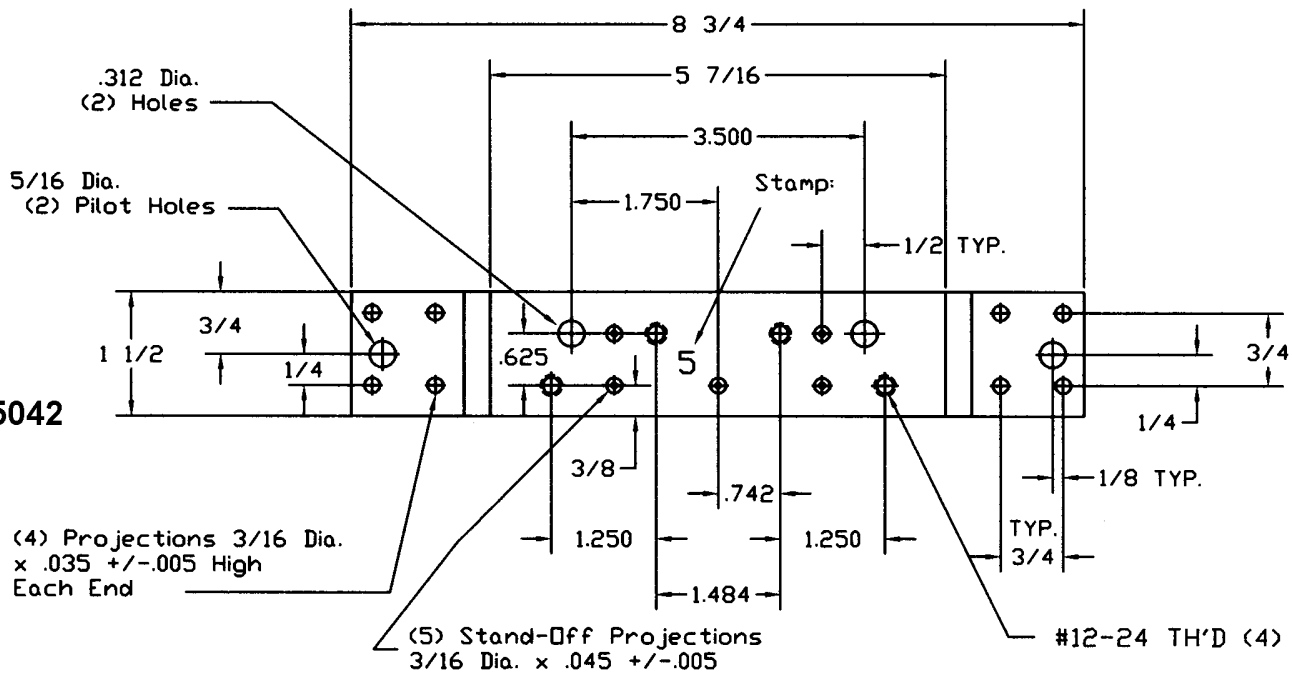 8 3/4
5 7/16
.312 Dia.
(2) Holes
3.500
5/16 Dia.
(2) Pilot Holes
Stamp:
1.750
1/2 TYP.
3/4
1 1/2
1/4
.625
5
3/4
5042
1/4
3/8
.742
1/8 TYP.
(4) Projections 3/16 Dia.
x .035 +/-.005 High
Each End
1.250
1.250
TYP.
3/4
1.484
(5) Stand-Off Projections
3/16 Dia. x .045 +/-.005
#12-24 TH'D (4)